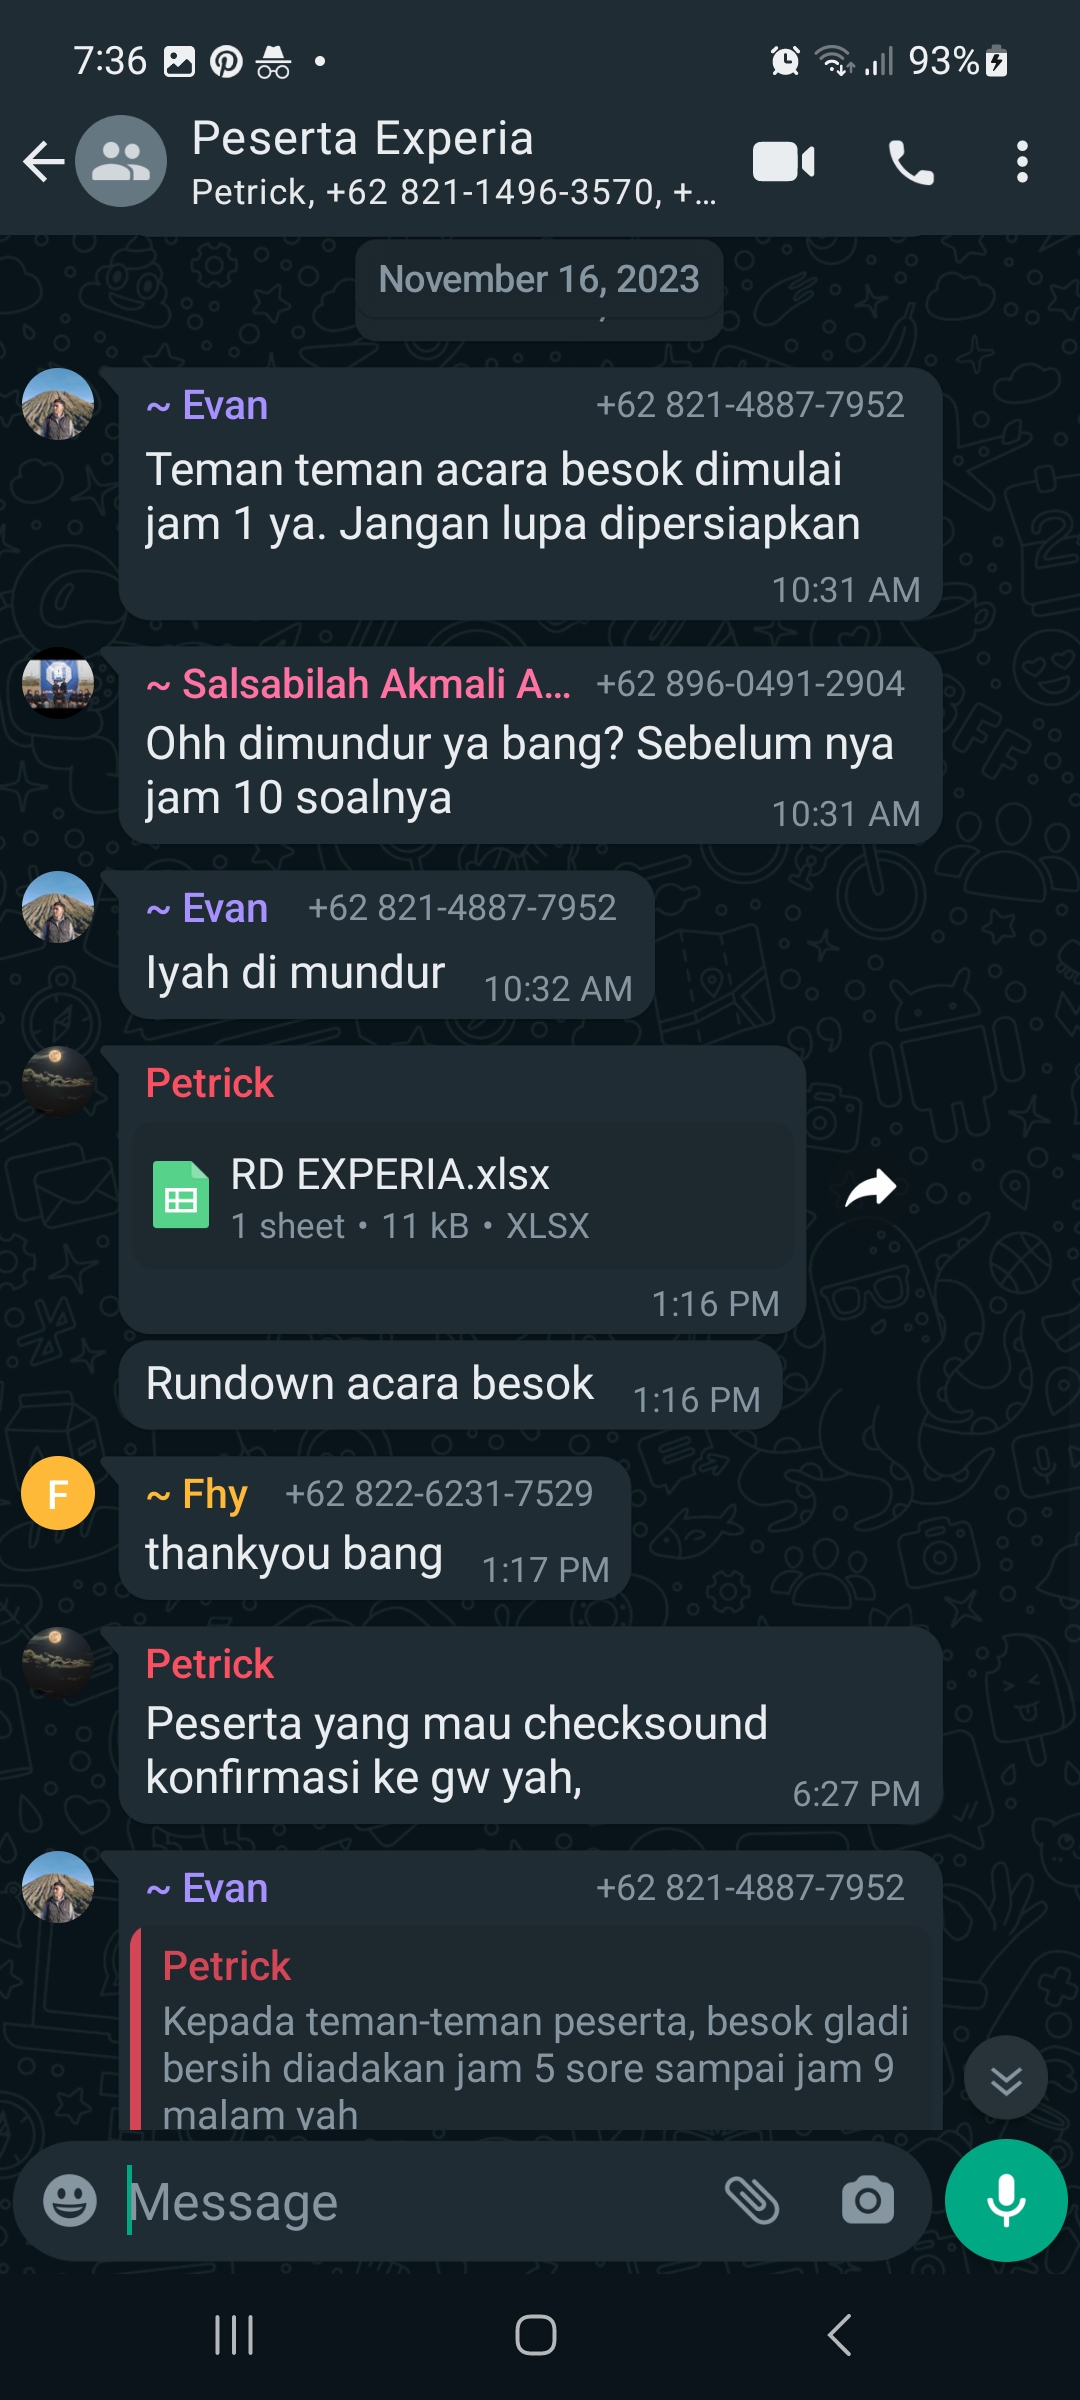 7:36
93%
Peserta Experia
Petrick, +62 821-1496-3570, +...
November 16, 2023
~ Evan +62 821-4887-7952
Teman teman acara besok dimulai
jam 1 ya. Jangan lupa dipersiapkan
10:31 AM
~ Salsabilah Akmali A... +62 896-0491-2904
Ohh dimundur ya bang? Sebelum nya
jam 10 soalnya
10:31 AM
~ Evan +62 821-4887-7952
Iyah di mundur
10:32 AM
Petrick
RD EXPERIA.xlsx
1 sheet • 11 kB • XLSX
1:16 PM
Rundown acara besok
1:16 PM
F
~ Fhy +62 822-6231-7529
thankyou bang
1:17 PM
Petrick
Peserta yang mau checksound
konfirmasi ke gw yah,
6:27 PM
~ Evan +62 821-4887-7952
Petrick
Kepada teman-teman peserta, besok gladi
bersih diadakan jam 5 sore sampai jam 9
malam yah
Message